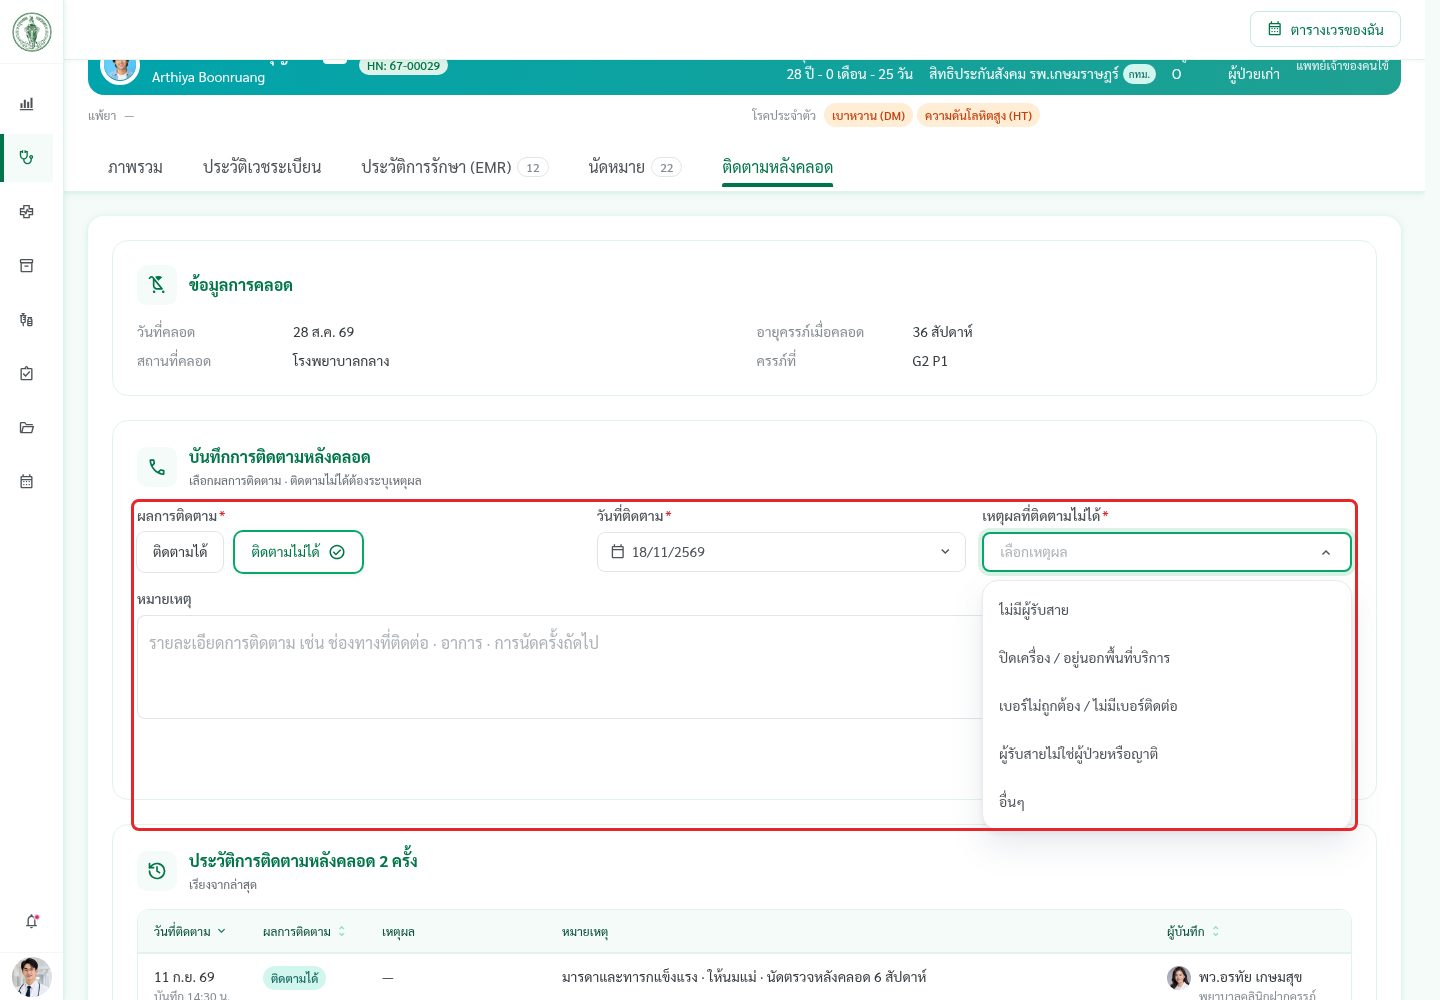 ตารางเวรของฉัน
HN: 67-00029
Arthiya Boonruang
28 ปี - 0 เดือน - 25 วัน
สิทธิประกันสังคม รพ.เกษมราษฎร์ กทม.
O
ผู้ป่วยเก่า
แพทย์เจ้าของคนไข้
แพ้ยา —
โรคประจำตัว เบาหวาน (DM) ความดันโลหิตสูง (HT)
ภาพรวม ประวัติเวชระเบียน ประวัติการรักษา (EMR) 12 นัดหมาย 22 ติดตามหลังคลอด
ข้อมูลการคลอด
วันที่คลอด 28 ส.ค. 69 อายุครรภ์เมื่อคลอด 36 สัปดาห์
สถานที่คลอด โรงพยาบาลกลาง ครรภ์ที่ G2 P1
บันทึกการติดตามหลังคลอด
เลือกผลการติดตาม · ติดตามไม่ได้ต้องระบุเหตุผล
ผลการติดตาม* วันที่ติดตาม* เหตุผลที่ติดตามไม่ได้*
ติดตามได้ ติดตามไม่ได้ 18/11/2569 เลือกเหตุผล
หมายเหตุ
รายละเอียดการติดตาม เช่น ช่องทางที่ติดต่อ · อาการ · การนัดครั้งถัดไป
ไม่มีผู้รับสาย
ปิดเครื่อง / อยู่นอกพื้นที่บริการ
เบอร์ไม่ถูกต้อง / ไม่มีเบอร์ติดต่อ
ผู้รับสายไม่ใช่ผู้ป่วยหรือญาติ
อื่นๆ
ประวัติการติดตามหลังคลอด 2 ครั้ง
เรียงจากล่าสุด
วันที่ติดตาม ผลการติดตาม เหตุผล หมายเหตุ ผู้บันทึก
11 ก.ย. 69 ติดตามได้ — มารดาและทารกแข็งแรง · ให้นมแม่ · นัดตรวจหลังคลอด 6 สัปดาห์ พว.อรทัย เกษมสุข
บันทึก 14:30 น. พยาบาลคลินิกฝากครรภ์